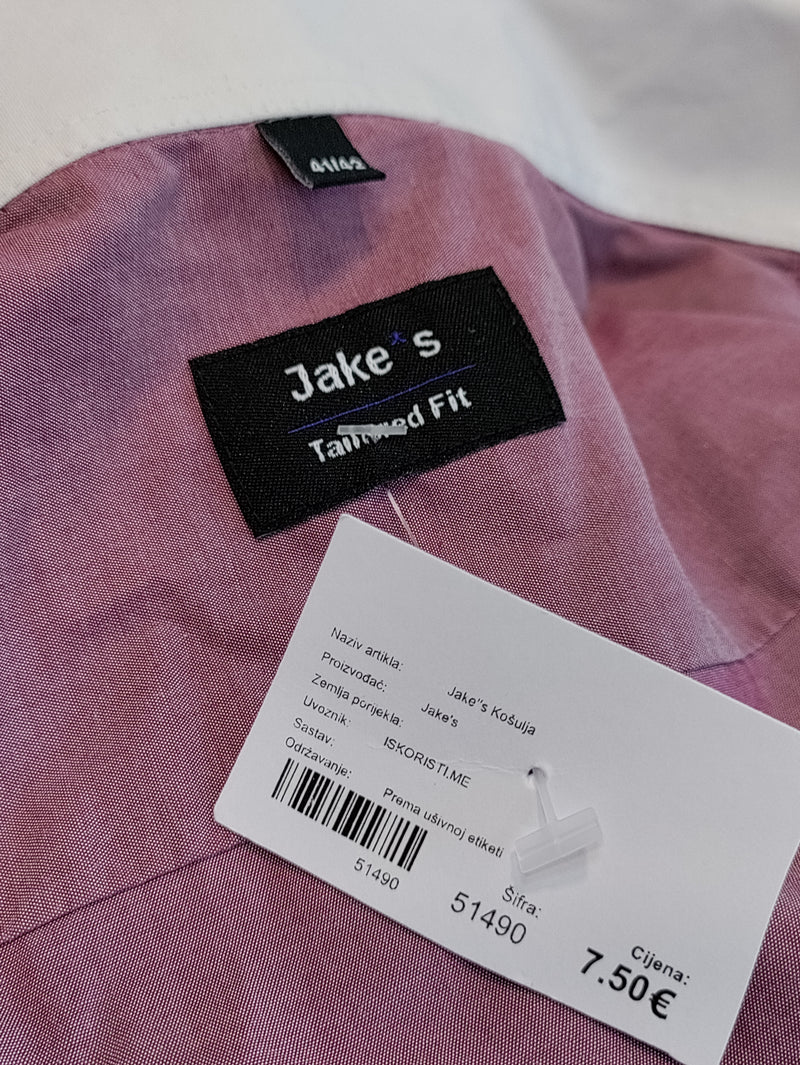 41/42
Jake*s
Tailored Fit
Naziv artikla: Jake"s Košulja
Proizvođač: Jake's
Zemlja porijekla:
Uvoznik: ISKORISTI.ME
Sastav:
Održavanje: Prema ušivnoj etiketi
51490
Šifra:
51490
Cijena:
7.50€